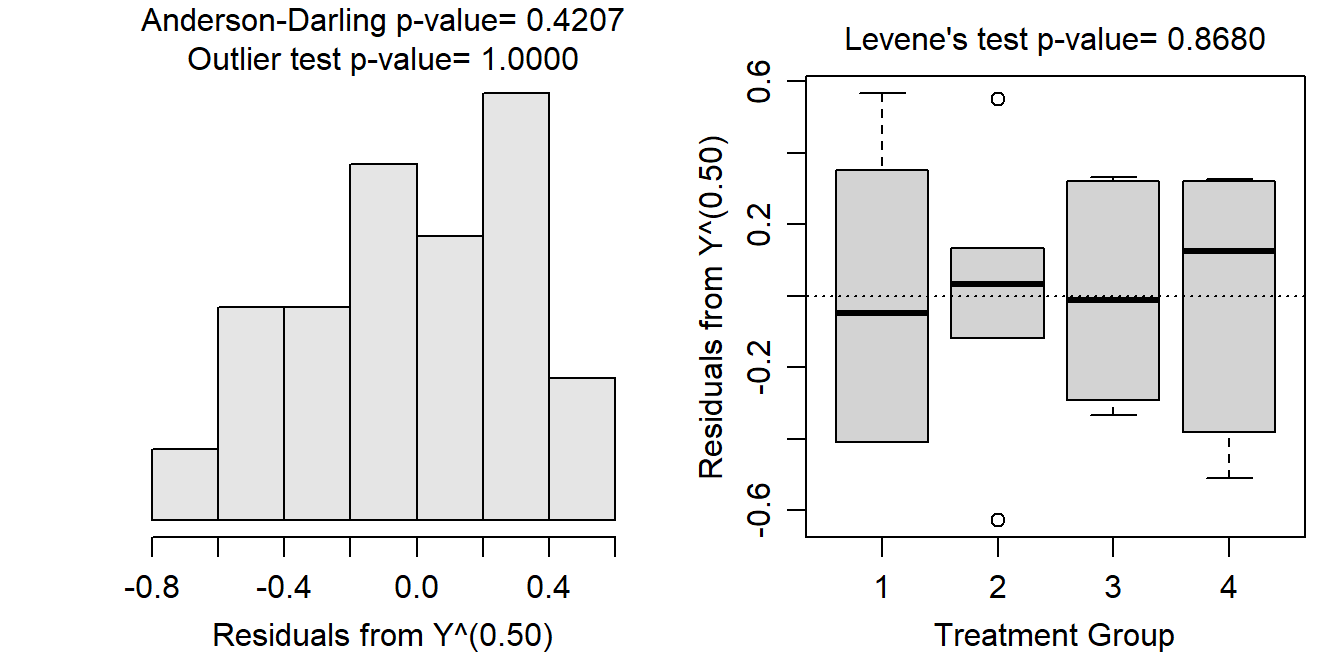 Anderson-Darling p-value= 0.4207
Outlier test p-value= 1.0000
-0.8 -0.4 0.0 0.4
Residuals from Y^(0.50)
Levene's test p-value= 0.8680
Residuals from Y^(0.50)
0.6
0.2
-0.2
-0.6
1 2 3 4
Treatment Group